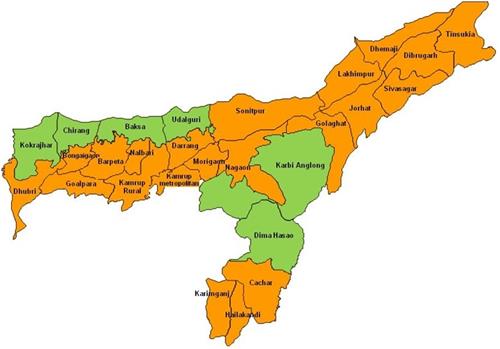 Tinsukia
Dhemaji
Dibrugarh
Lakhimpur
Sivasagar
Sonitpur
Jorhat
Golaghat
Udalguri
Baksa
Chirang
Kokrajhar
Darrang
Nalbari
Bongaigaon
Barpeta
Morigaon
Nagaon
Karbi Anglong
Kamrup
metropolitan
Goalpara
Kamrup
Rural
Dhubri
Dima Hasao
Cachar
Karimganj
Hailakandi